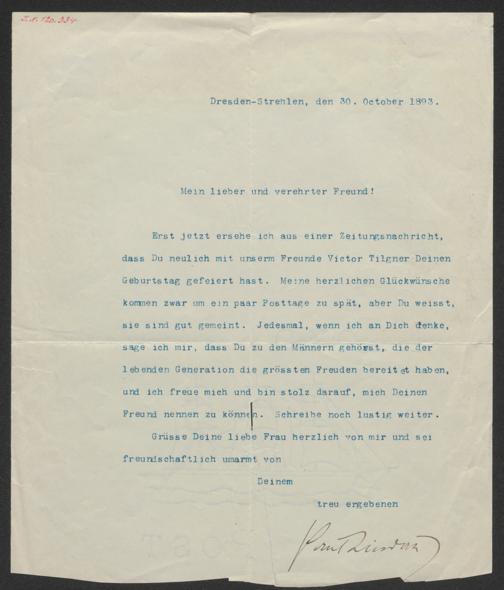 I.N. 120.334
Dresden-Strehlen, den 30. October 1893.
Mein lieber und verehrter Freund!
Erst jetzt ersehe ich aus einer Zeitungsnachricht,
dass Du neulich mit unserm Freunde Victor Tilgner Deinen
Geburtstag gefeiert hast. Meine herzlichen Glückwünsche
kommen zwar um ein paar Posttage zu spät, aber Du weisst,
sie sind gut gemeint. Jedesmal, wenn ich an Dich denke,
sage ich mir, dass Du zu den Männern gehörst, die der
lebenden Generation die grössten Freuden bereitet haben,
und ich freue mich und bin stolz darauf, mich Deinen
Freund nennen zu können. Schreibe noch lustig weiter.
Grüsse Deine liebe Frau herzlich von mir und sei
freundschaftlich umarmt von
Deinem
treu ergebenen